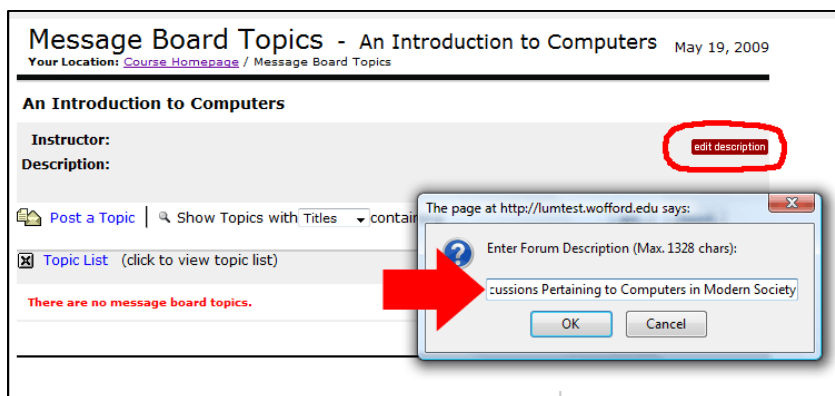 Message Board Topics - An Introduction to Computers May 19, 2009
Your Location: Course Homepage / Message Board Topics
An Introduction to Computers
Instructor:
edit description
Description:
Post a Topic | Show Topics with Titles contain
The page at http://lumtest.wofford.edu says:
Enter Forum Description (Max. 1328 chars):
Topic List (click to view topic list)
cussions Pertaining to Computers in Modern Society
There are no message board topics.
OK Cancel